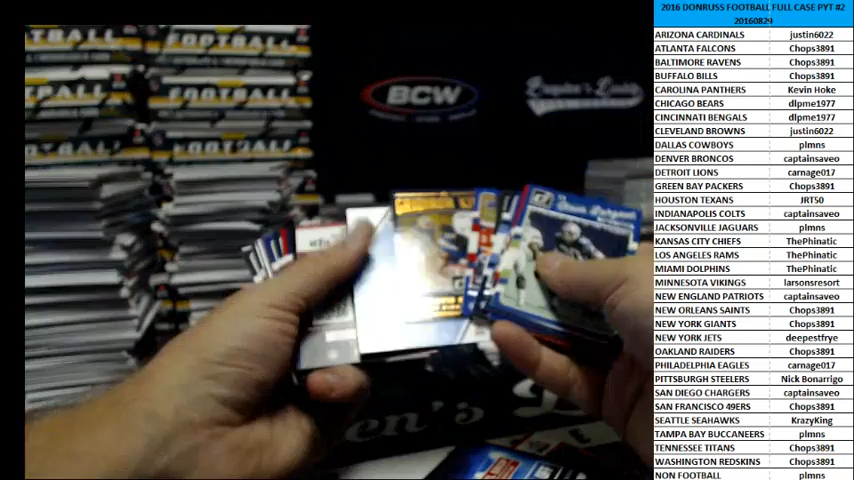 2016 DONRUSS FOOTBALL FULL CASE PYT #2
20160829
ARIZONA CARDINALS justin6022
ATLANTA FALCONS Chops3891
BALTIMORE RAVENS Chops3891
BUFFALO BILLS Chops3891
CAROLINA PANTHERS Kevin Hoke
CHICAGO BEARS dlpme1977
CINCINNATI BENGALS dlpme1977
CLEVELAND BROWNS justin6022
DALLAS COWBOYS plmns
DENVER BRONCOS captainsaveo
DETROIT LIONS carnage017
GREEN BAY PACKERS Chops3891
HOUSTON TEXANS JRT50
INDIANAPOLIS COLTS captainsaveo
JACKSONVILLE JAGUARS plmns
KANSAS CITY CHIEFS ThePhinatic
LOS ANGELES RAMS ThePhinatic
MIAMI DOLPHINS ThePhinatic
MINNESOTA VIKINGS larsonsresort
NEW ENGLAND PATRIOTS captainsaveo
NEW ORLEANS SAINTS Chops3891
NEW YORK GIANTS Chops3891
NEW YORK JETS deepestfrye
OAKLAND RAIDERS Chops3891
PHILADELPHIA EAGLES carnage017
PITTSBURGH STEELERS Nick Bonarrigo
SAN DIEGO CHARGERS captainsaveo
SAN FRANCISCO 49ERS Chops3891
SEATTLE SEAHAWKS KrazyKing
TAMPA BAY BUCCANEERS plmns
TENNESSEE TITANS Chops3891
WASHINGTON REDSKINS Chops3891
NON FOOTBALL plmns
FOOTBALL
FOOTBALL
FOOTBALL
BCW